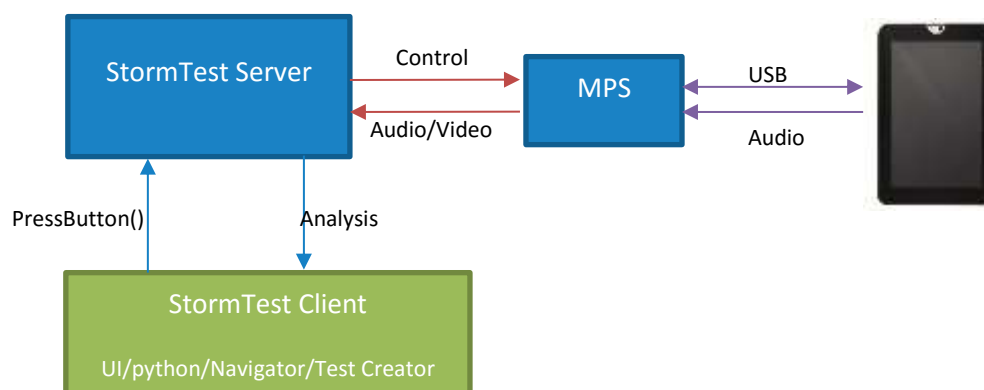 StormTest Server
Control
MPS
USB
Audio/Video
Audio
PressButton()
Analysis
StormTest Client
UI/python/Navigator/Test Creator